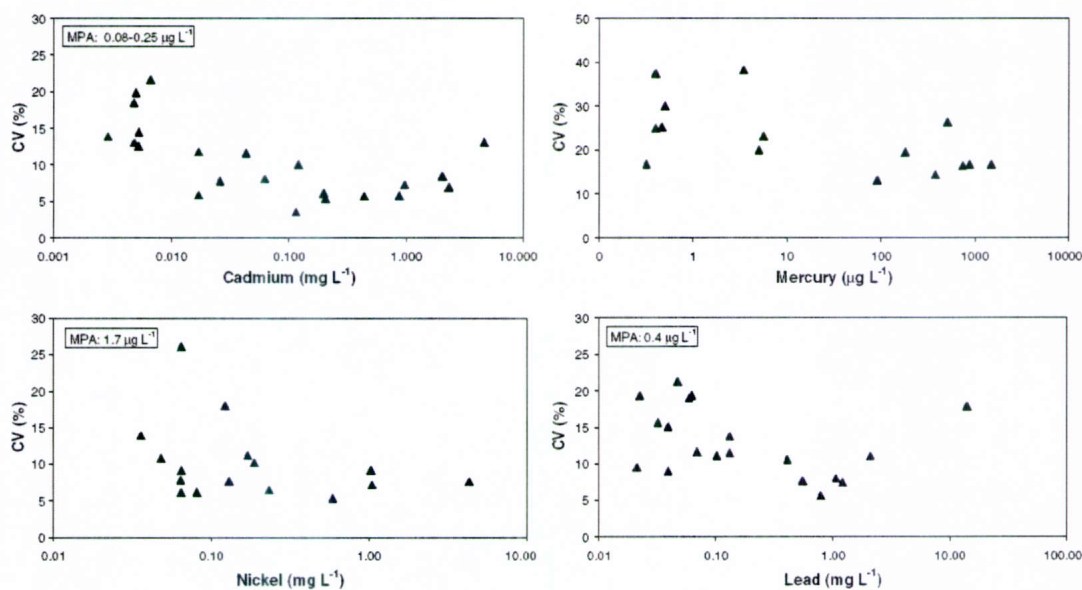 30
25
20
15
10
5
0
CV (%)
MPA: 0.08-0.25 µg L-1
0.001 0.010 0.100 1.000 10.000
Cadmium (mg L-1)
50
40
30
20
10
0
CV (%)
0 1 10 100 1000 10000
Mercury (µg L-1)
30
25
20
15
10
5
0
CV (%)
MPA: 1.7 µg L-1
0.01 0.10 1.00 10.00
Nickel (mg L-1)
30
25
20
15
10
5
0
CV (%)
MPA: 0.4 µg L-1
0.01 0.10 1.00 10.00 100.00
Lead (mg L-1)